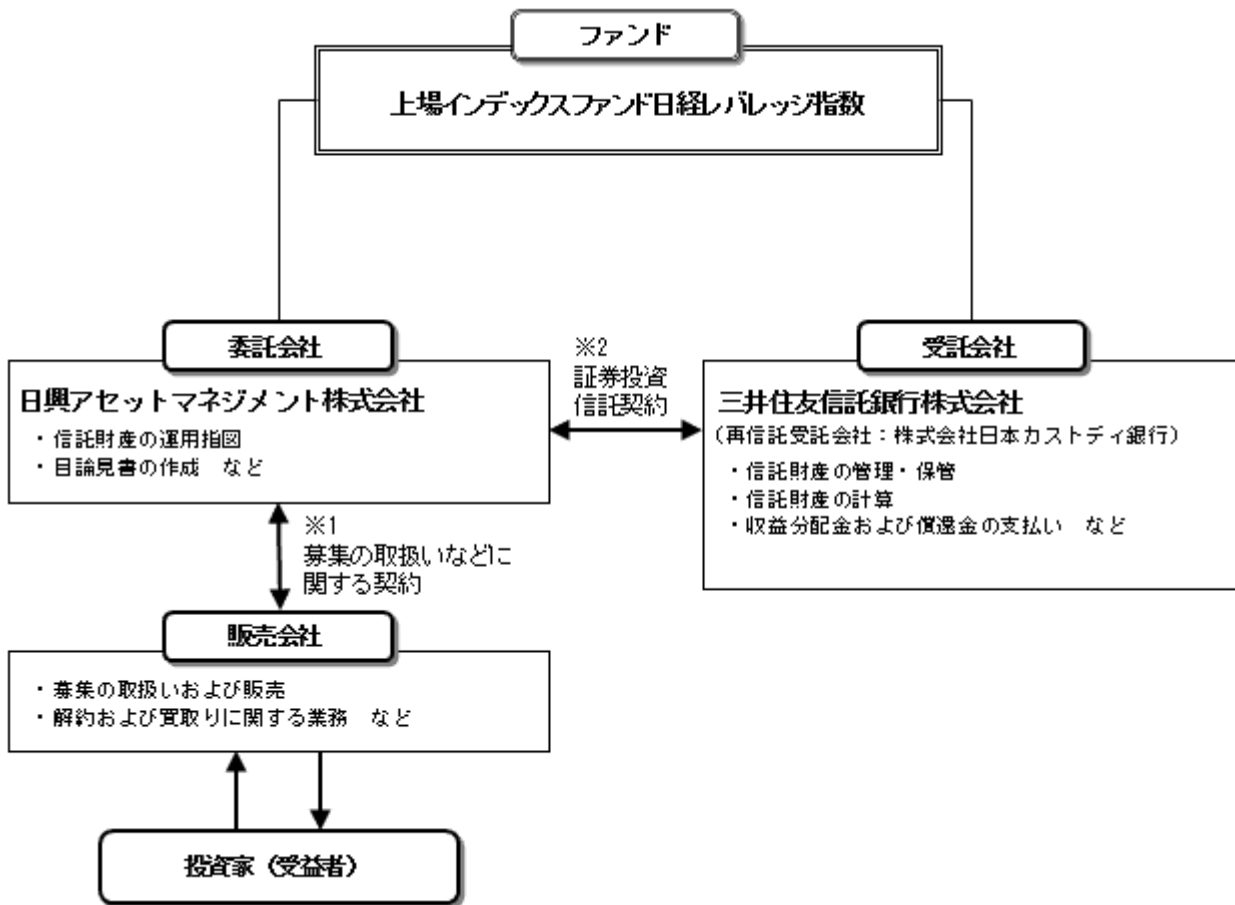 ファンド
上場インデックスファンド日経レバレッジ指数
委託会社
日興アセットマネジメント株式会社
・信託財産の運用指図
・目論見書の作成　など
※2
証券投資
信託契約
受託会社
三井住友信託銀行株式会社
(再信託受託会社：株式会社日本カストディ銀行)
・信託財産の管理・保管
・信託財産の計算
・収益分配金および償還金の支払い　など
※1
募集の取扱いなどに
関する契約
販売会社
・募集の取扱いおよび販売
・解約および買取りに関する業務　など
投資家（受益者）